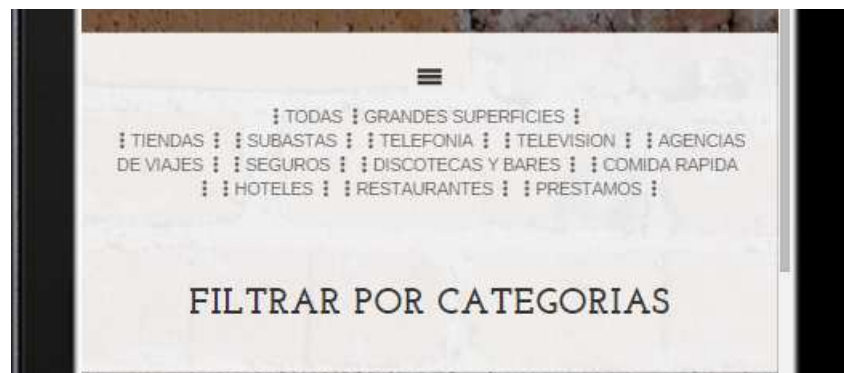 ⋮ TODAS ⋮ GRANDES SUPERFICIES ⋮
⋮ TIENDAS ⋮ ⋮ SUBASTAS ⋮ ⋮ TELEFONIA ⋮ ⋮ TELEVISION ⋮ ⋮ AGENCIAS
DE VIAJES ⋮ ⋮ SEGUROS ⋮ ⋮ DISCOTECAS Y BARES ⋮ ⋮ COMIDA RAPIDA
⋮ ⋮ HOTELES ⋮ ⋮ RESTAURANTES ⋮ ⋮ PRESTAMOS ⋮
FILTRAR POR CATEGORIAS